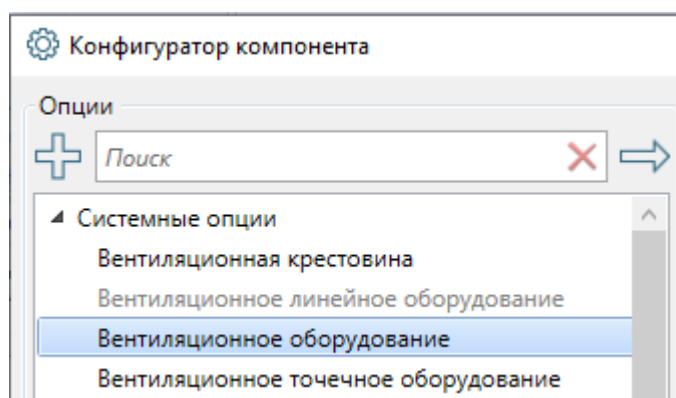 Конфигуратор компонента
Опции
Поиск
Системные опции
Вентиляционная крестовина
Вентиляционное линейное оборудование
Вентиляционное оборудование
Вентиляционное точечное оборудование